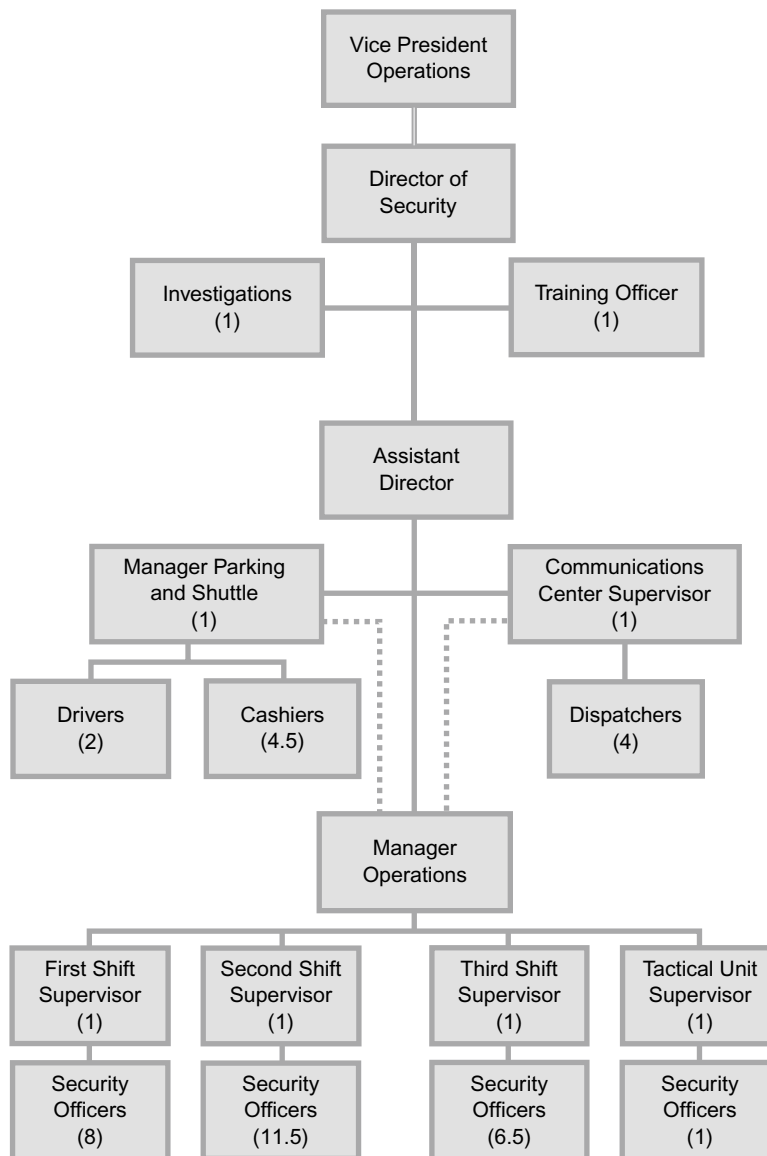 Vice President
Operations
Director of
Security
Investigations
(1)
Training Officer
(1)
Assistant
Director
Manager Parking
and Shuttle
(1)
Communications
Center Supervisor
(1)
Drivers
(2)
Cashiers
(4.5)
Dispatchers
(4)
Manager
Operations
First Shift
Supervisor
(1)
Second Shift
Supervisor
(1)
Third Shift
Supervisor
(1)
Tactical Unit
Supervisor
(1)
Security
Officers
(8)
Security
Officers
(11.5)
Security
Officers
(6.5)
Security
Officers
(1)